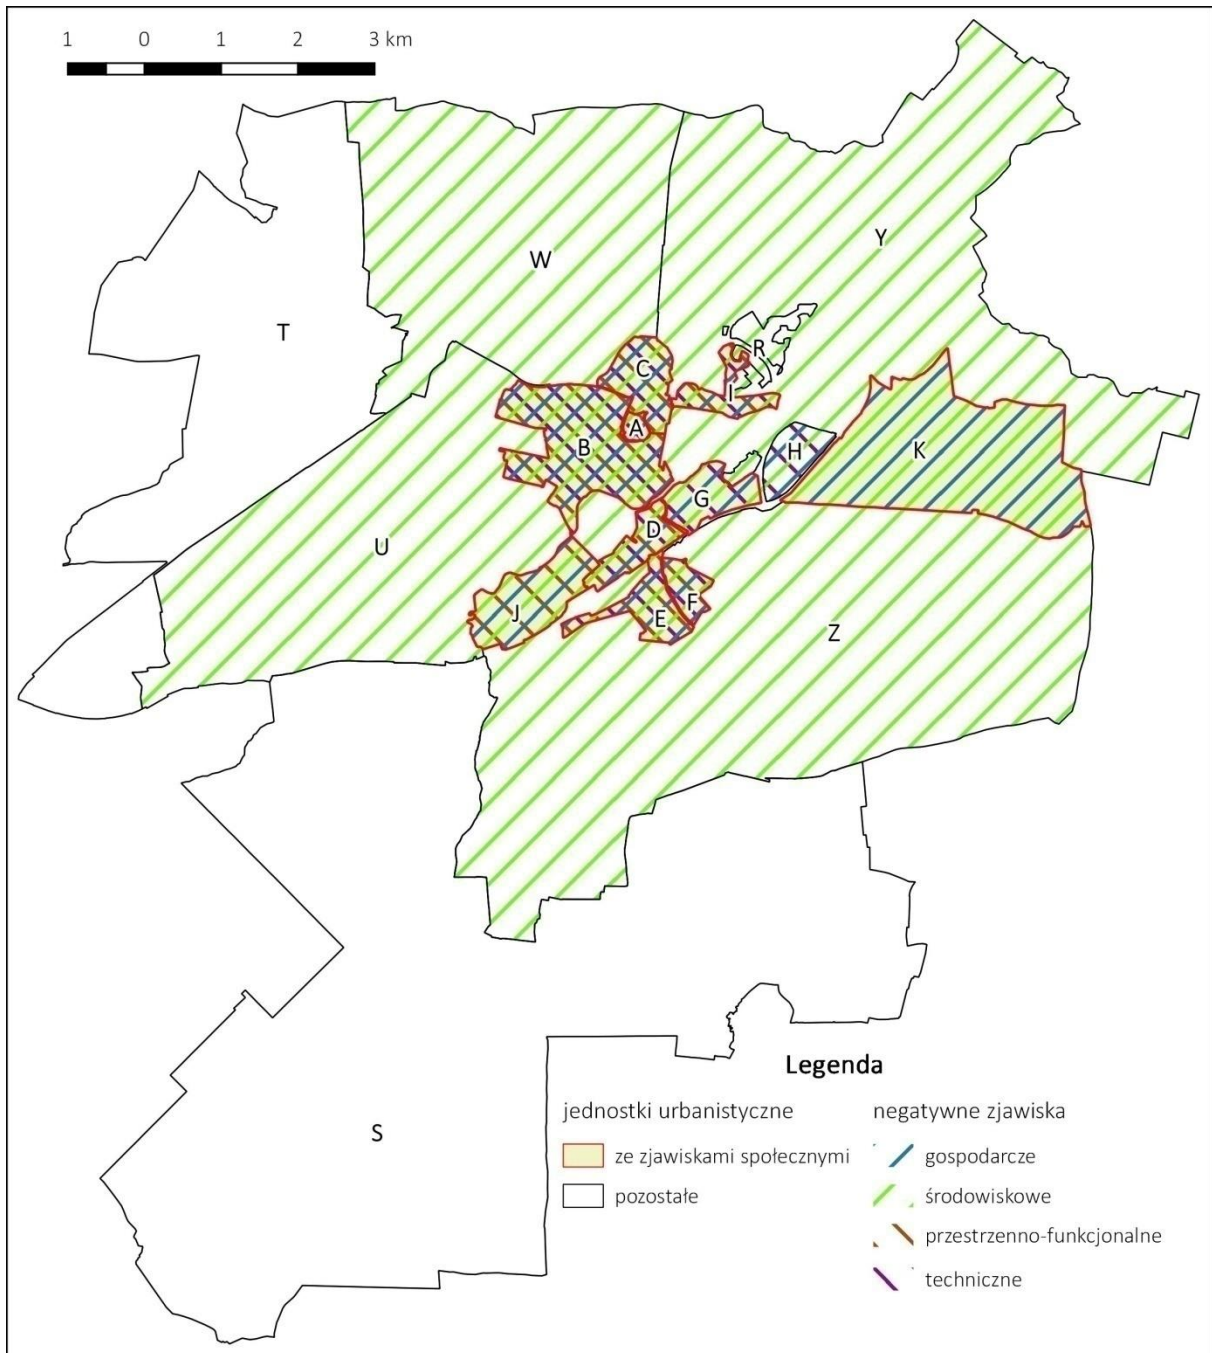 1 0 1 2 3 km
Y
W
T
R
C
I
A
B
H
K
G
D
U
J
F
E
Z
S
Legenda
jednostki urbanistyczne
ze zjawiskami społecznymi
pozostałe
negatywne zjawiska
gospodarcze
środowiskowe
przestrzenno-funkcjonalne
techniczne